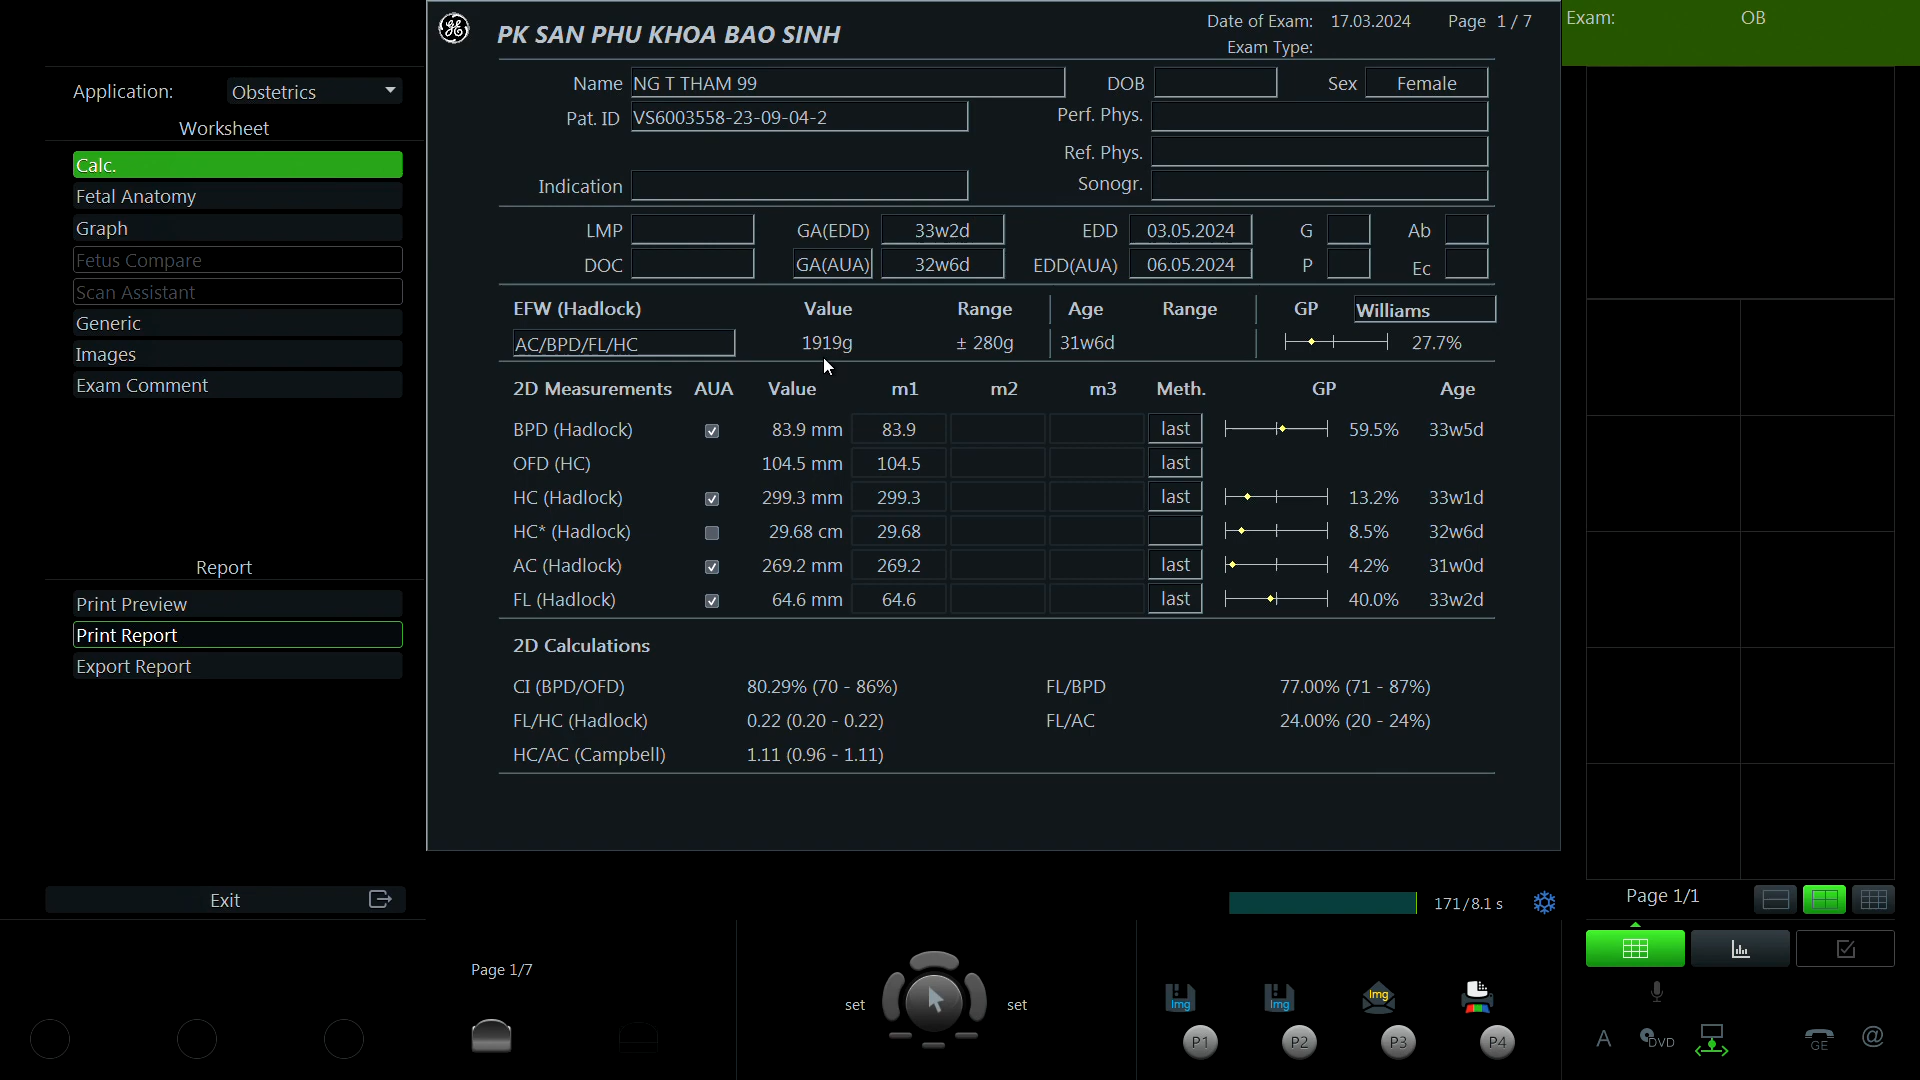 PK SAN PHU KHOA BAO SINH
Date of Exam: 17.03.2024 Page 1 / 7
Exam Type:
Exam: OB
Application: Obstetrics
Worksheet
Calc.
Fetal Anatomy
Graph
Fetus Compare
Scan Assistant
Generic
Images
Exam Comment
Report
Print Preview
Print Report
Export Report
Exit
Name NG T THAM 99 DOB Sex Female
Pat. ID VS6003558-23-09-04-2 Perf. Phys.
Ref. Phys.
Indication Sonogr.
LMP GA(EDD) 33w2d EDD 03.05.2024 G Ab
DOC GA(AUA) 32w6d EDD(AUA) 06.05.2024 P Ec
EFW (Hadlock) Value Range Age Range GP Williams
AC/BPD/FL/HC 1919g ± 280g 31w6d 27.7%
2D Measurements AUA Value m1 m2 m3 Meth. GP Age
BPD (Hadlock) 83.9 mm 83.9 last 59.5% 33w5d
OFD (HC) 104.5 mm 104.5 last
HC (Hadlock) 299.3 mm 299.3 last 13.2% 33w1d
HC* (Hadlock) 29.68 cm 29.68 8.5% 32w6d
AC (Hadlock) 269.2 mm 269.2 last 4.2% 31w0d
FL (Hadlock) 64.6 mm 64.6 last 40.0% 33w2d
2D Calculations
CI (BPD/OFD) 80.29% (70 - 86%) FL/BPD 77.00% (71 - 87%)
FL/HC (Hadlock) 0.22 (0.20 - 0.22) FL/AC 24.00% (20 - 24%)
HC/AC (Campbell) 1.11 (0.96 - 1.11)
171/8.1 s
Page 1/1
Page 1/7
set set
Img Img Img
P1 P2 P3 P4
A DVD GE @